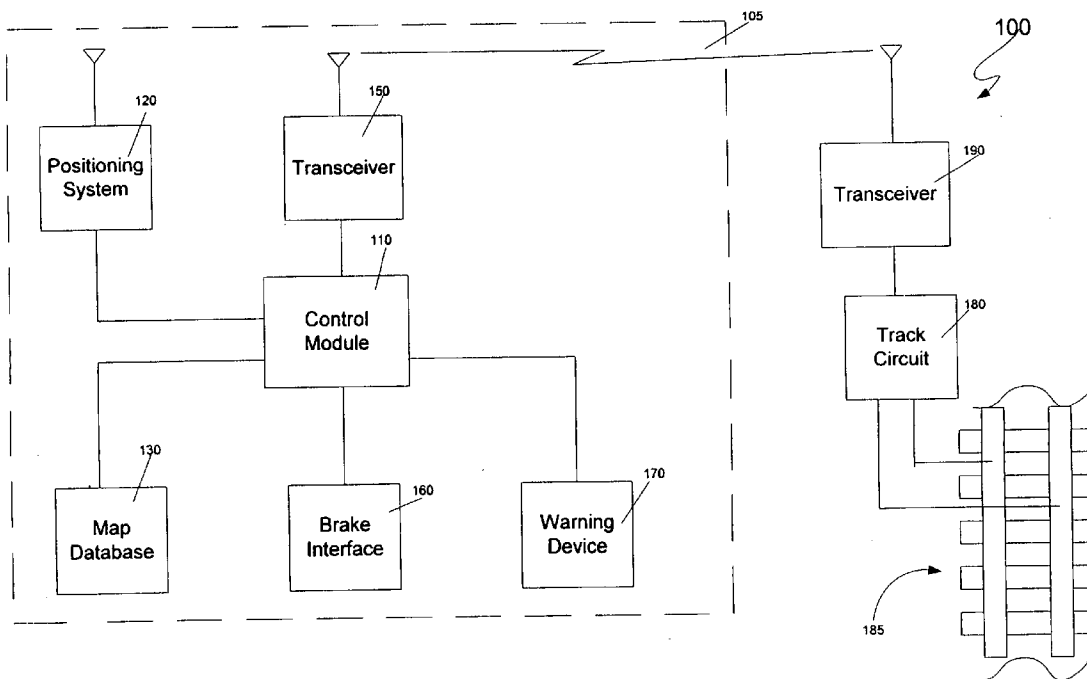 105
100
120
150
190
Positioning
System
Transceiver
Transceiver
110
180
Control
Module
Track
Circuit
130
160
170
Map
Database
Brake
Interface
Warning
Device
185